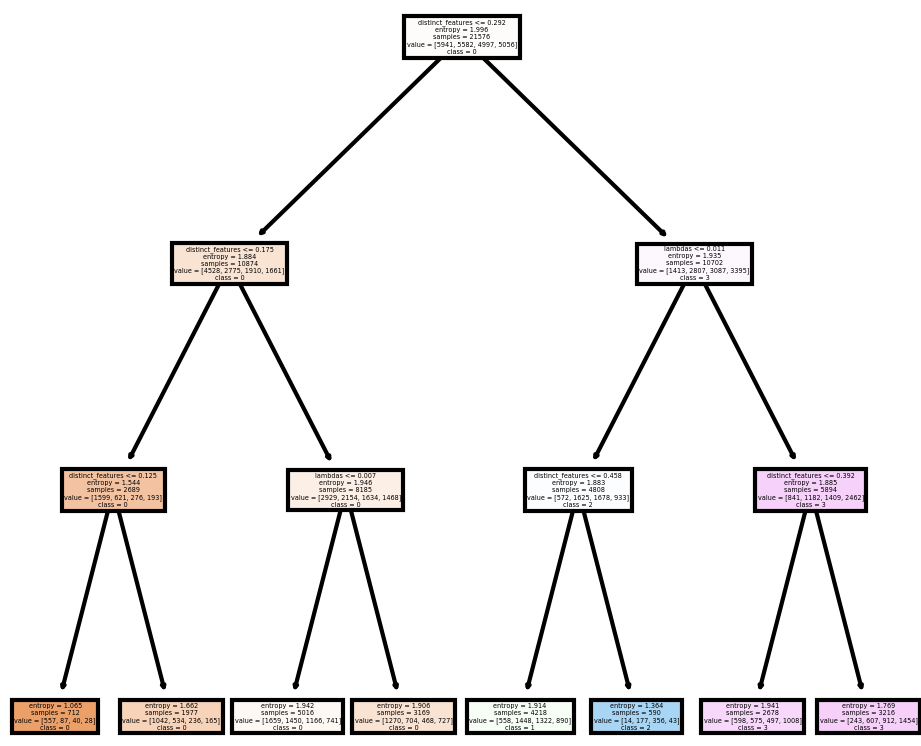 distinct_features <= 0.292
entropy = 1.996
samples = 21576
value = [5941, 5582, 4997, 5056]
class = 0
distinct_features <= 0.175
entropy = 1.884
samples = 10874
value = [4528, 2775, 1910, 1661]
class = 0
lambdas <= 0.011
entropy = 1.935
samples = 10702
value = [1413, 2807, 3087, 3395]
class = 3
distinct_features <= 0.125
entropy = 1.544
samples = 2689
value = [1599, 621, 276, 193]
class = 0
lambdas <= 0.007
entropy = 1.946
samples = 8185
value = [2929, 2154, 1634, 1468]
class = 0
distinct_features <= 0.458
entropy = 1.883
samples = 4808
value = [572, 1625, 1678, 933]
class = 2
distinct_features <= 0.392
entropy = 1.885
samples = 5894
value = [841, 1182, 1409, 2462]
class = 3
entropy = 1.065
samples = 712
value = [557, 87, 40, 28]
class = 0
entropy = 1.662
samples = 1977
value = [1042, 534, 236, 165]
class = 0
entropy = 1.942
samples = 5016
value = [1659, 1450, 1166, 741]
class = 0
entropy = 1.906
samples = 3169
value = [1270, 704, 468, 727]
class = 0
entropy = 1.914
samples = 4218
value = [558, 1448, 1322, 890]
class = 1
entropy = 1.364
samples = 590
value = [14, 177, 356, 43]
class = 2
entropy = 1.941
samples = 2678
value = [598, 575, 497, 1008]
class = 3
entropy = 1.769
samples = 3216
value = [243, 607, 912, 1454]
class = 3